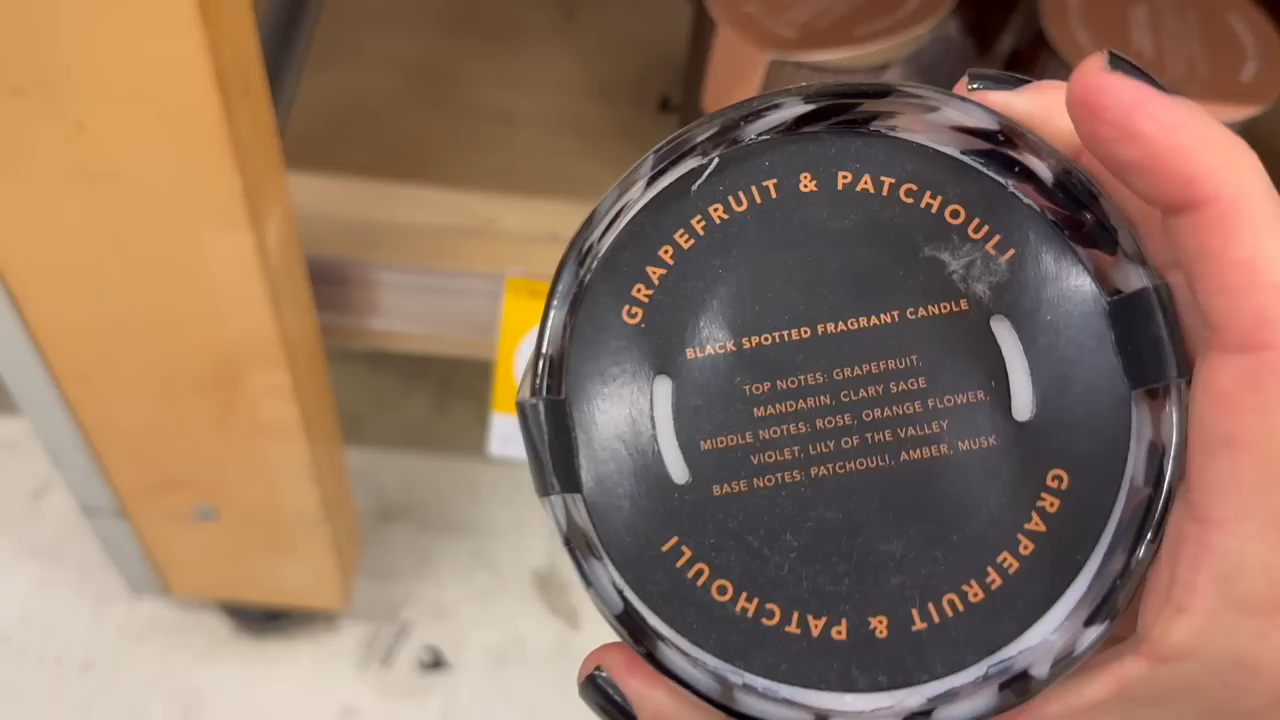 GRAPEFRUIT & PATCHOULI
BLACK SPOTTED FRAGRANT CANDLE
TOP NOTES: GRAPEFRUIT,
MANDARIN, CLARY SAGE
MIDDLE NOTES: ROSE, ORANGE FLOWER,
VIOLET, LILY OF THE VALLEY
BASE NOTES: PATCHOULI, AMBER, MUSK
GRAPEFRUIT & PATCHOULI